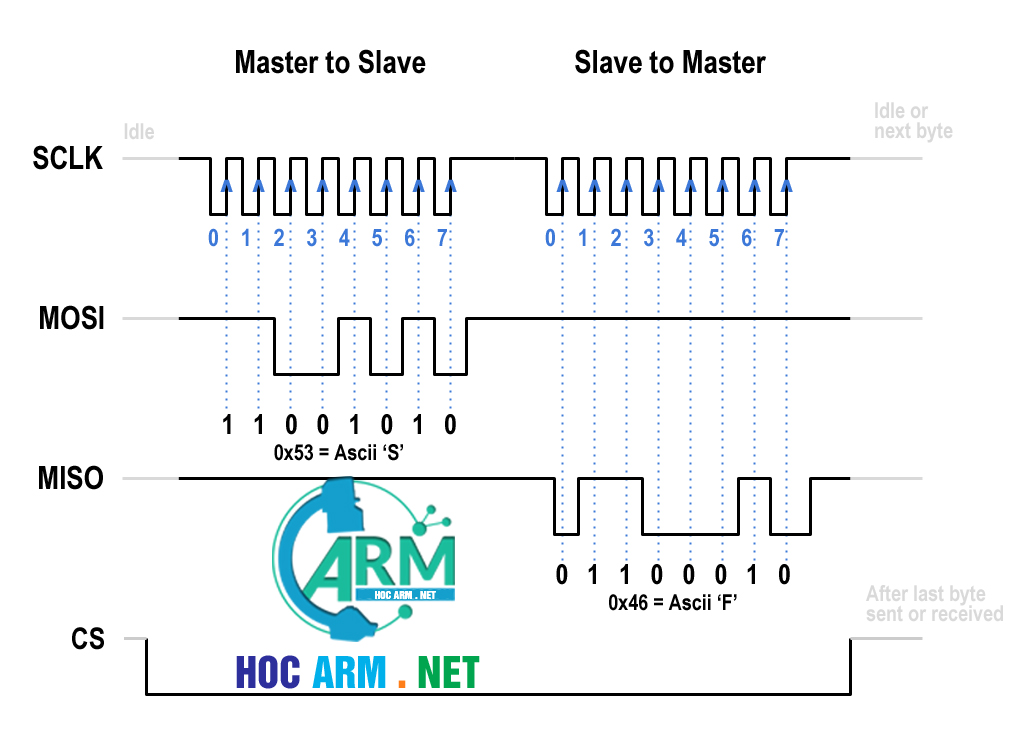 Master to Slave
Slave to Master
Idle
Idle or
next byte
SCLK
0 1 2 3 4 5 6 7
0 1 2 3 4 5 6 7
MOSI
1 1 0 0 1 0 1 0
0x53 = Ascii ‘S’
MISO
ARM
HOC ARM . NET
0 1 1 0 0 0 1 0
0x46 = Ascii ‘F’
After last byte
sent or received
CS
HOC ARM . NET